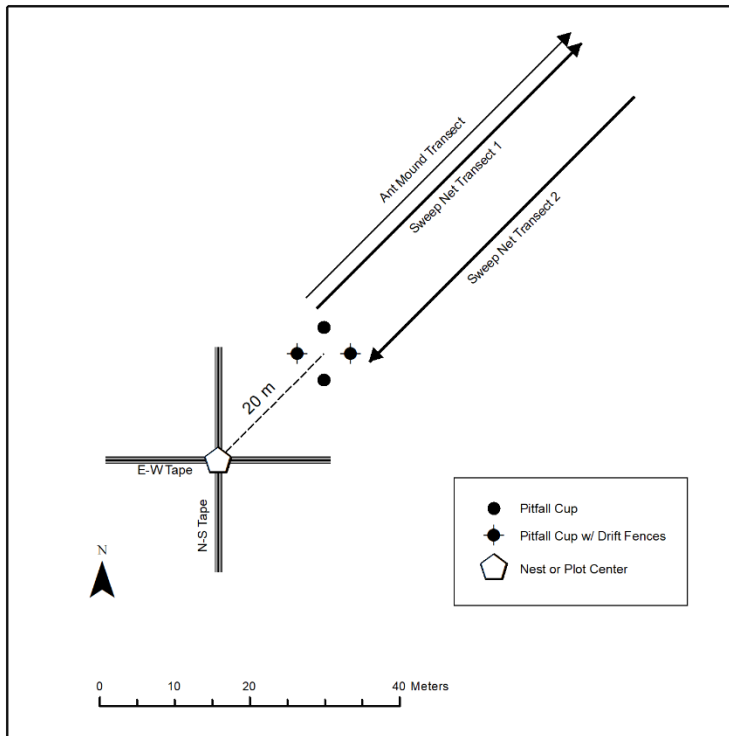 Ant Mound Transect
Sweep Net Transect 1
Sweep Net Transect 2
20 m
E-W Tape
N-S Tape
N
Pitfall Cup
Pitfall Cup w/ Drift Fences
Nest or Plot Center
0 10 20 40 Meters